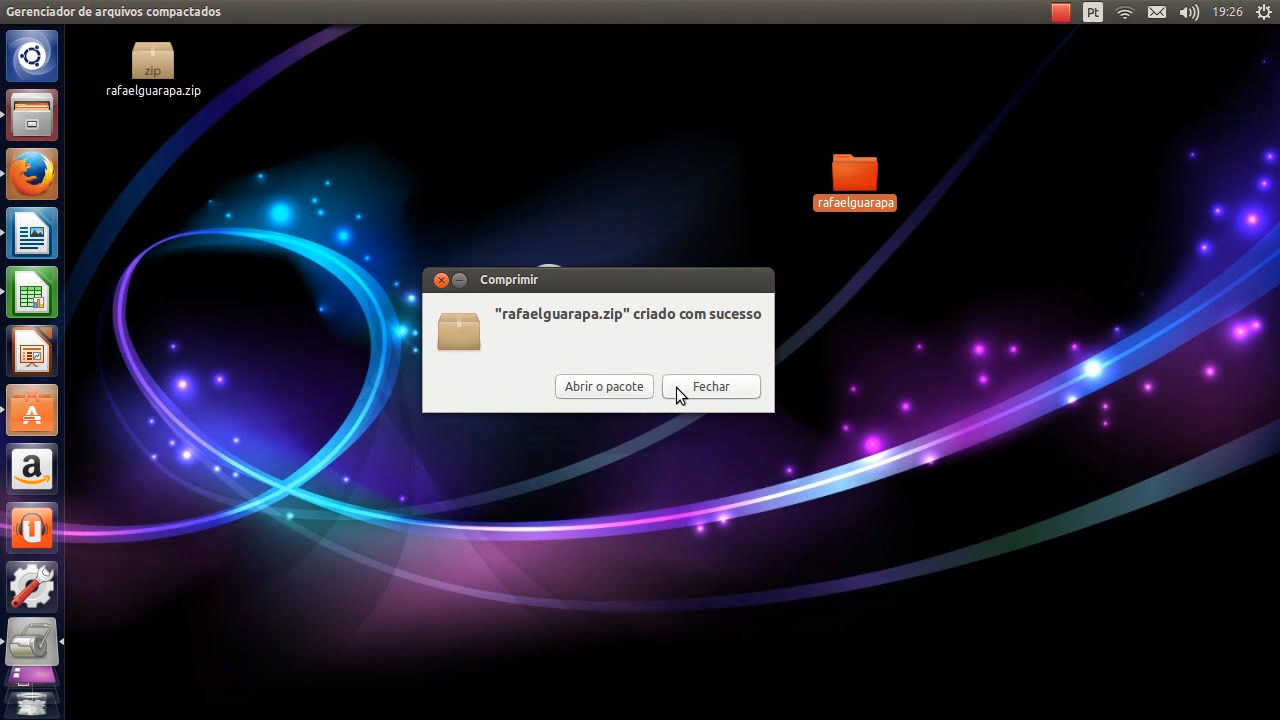 Gerenciador de arquivos compactados
Pt
19:26
zip
rafaelguarapa.zip
rafaelguarapa
Comprimir
"rafaelguarapa.zip" criado com sucesso
Abrir o pacote
Fechar
A
a
u